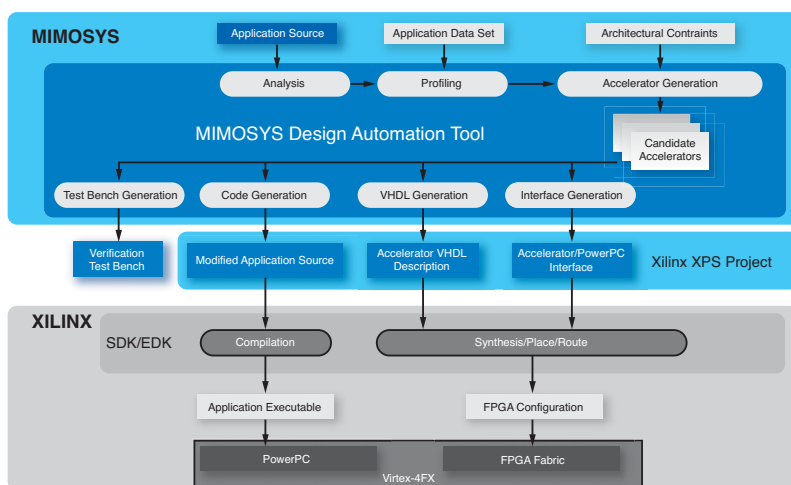 MIMOSYS
Application Source
Application Data Set
Architectural Contraints
Analysis
Profiling
Accelerator Generation
MIMOSYS Design Automation Tool
Candidate
Accelerators
Test Bench Generation
Code Generation
VHDL Generation
Interface Generation
Verification
Test Bench
Modified Application Source
Accelerator VHDL
Description
Accelerator/PowerPC
Interface
Xilinx XPS Project
XILINX
SDK/EDK
Compilation
Synthesis/Place/Route
Application Executable
FPGA Configuration
PowerPC
FPGA Fabric
Virtex-4FX